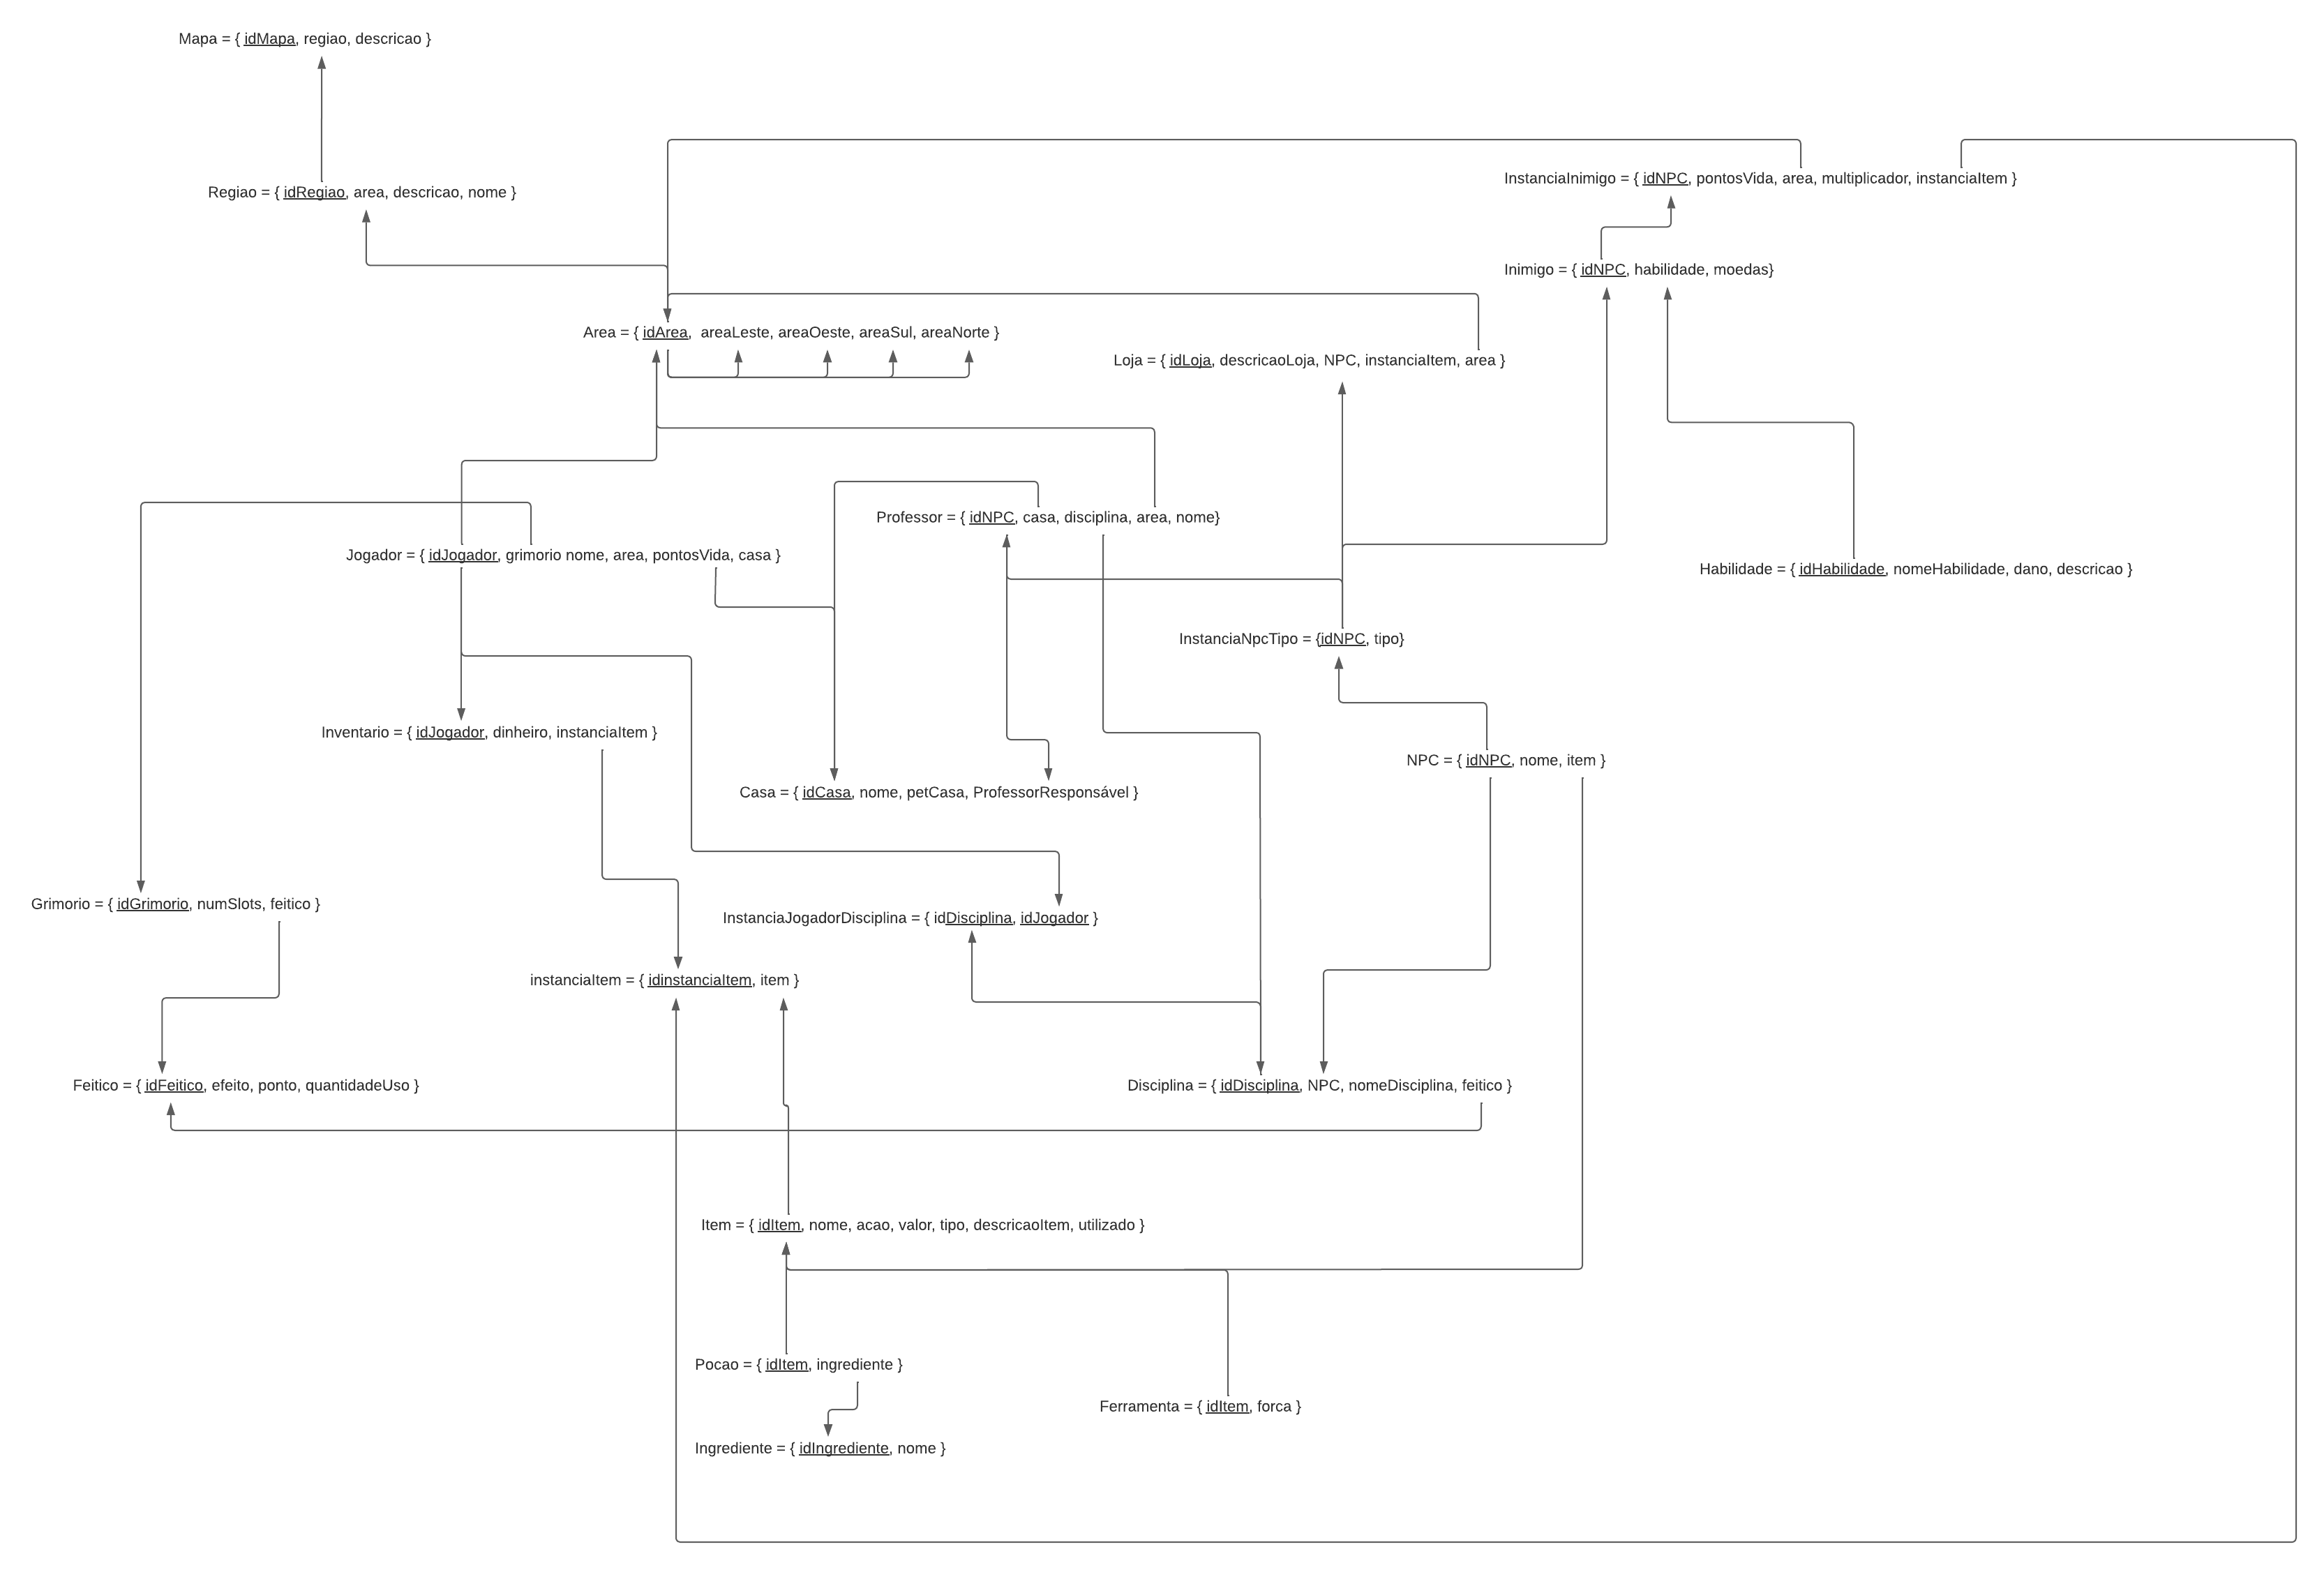 Mapa = { idMapa, regiao, descricao }
InstanciaInimigo = { idNPC, pontosVida, area, multiplicador, instanciaItem }
Regiao = { idRegiao, area, descricao, nome }
Inimigo = { idNPC, habilidade, moedas}
Area = { idArea,  areaLeste, areaOeste, areaSul, areaNorte }
Loja = { idLoja, descricaoLoja, NPC, instanciaItem, area }
Professor = { idNPC, casa, disciplina, area, nome}
Jogador = { idJogador, grimorio nome, area, pontosVida, casa }
Habilidade = { idHabilidade, nomeHabilidade, dano, descricao }
InstanciaNpcTipo = {idNPC, tipo}
Inventario = { idJogador, dinheiro, instanciaItem }
NPC = { idNPC, nome, item }
Casa = { idCasa, nome, petCasa, ProfessorResponsável }
Grimorio = { idGrimorio, numSlots, feitico }
InstanciaJogadorDisciplina = { idDisciplina, idJogador }
instanciaItem = { idinstanciaItem, item }
Feitico = { idFeitico, efeito, ponto, quantidadeUso }
Disciplina = { idDisciplina, NPC, nomeDisciplina, feitico }
Item = { idItem, nome, acao, valor, tipo, descricaoItem, utilizado }
Pocao = { idItem, ingrediente }
Ferramenta = { idItem, forca }
Ingrediente = { idIngrediente, nome }